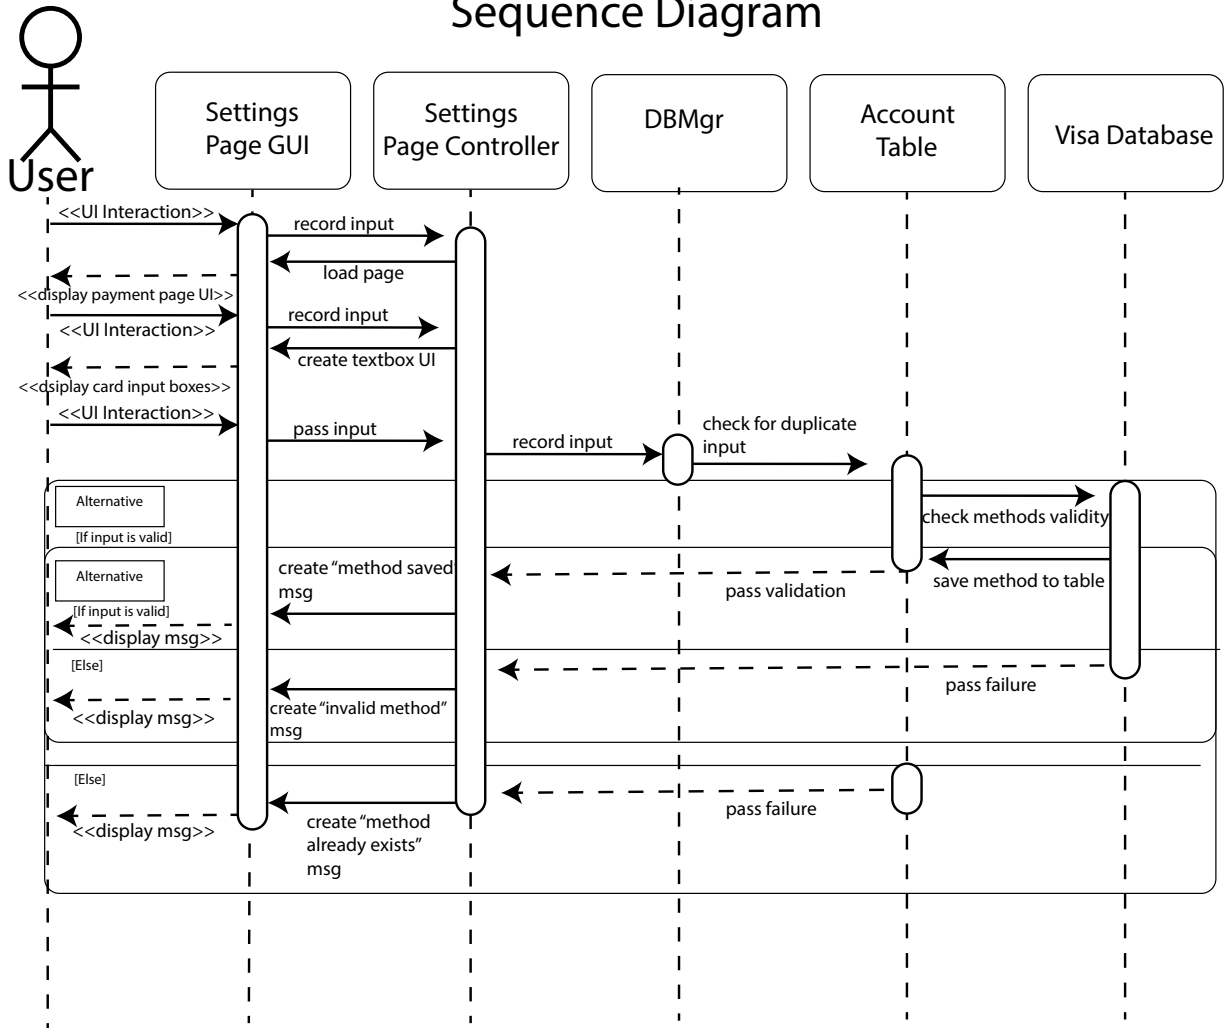 Sequence Diagram
User
Settings
Page GUI
Settings
Page Controller
DBMgr
Account
Table
Visa Database
<<UI Interaction>>
record input
load page
<<display payment page UI>>
record input
<<UI Interaction>>
create textbox UI
<<dsiplay card input boxes>>
<<UI Interaction>>
pass input
record input
check for duplicate
input
Alternative
[If input is valid]
check methods validity
create "method saved"
msg
Alternative
[If input is valid]
pass validation
save method to table
<<display msg>>
[Else]
pass failure
create "invalid method"
msg
<<display msg>>
[Else]
pass failure
create "method
already exists"
msg
<<display msg>>